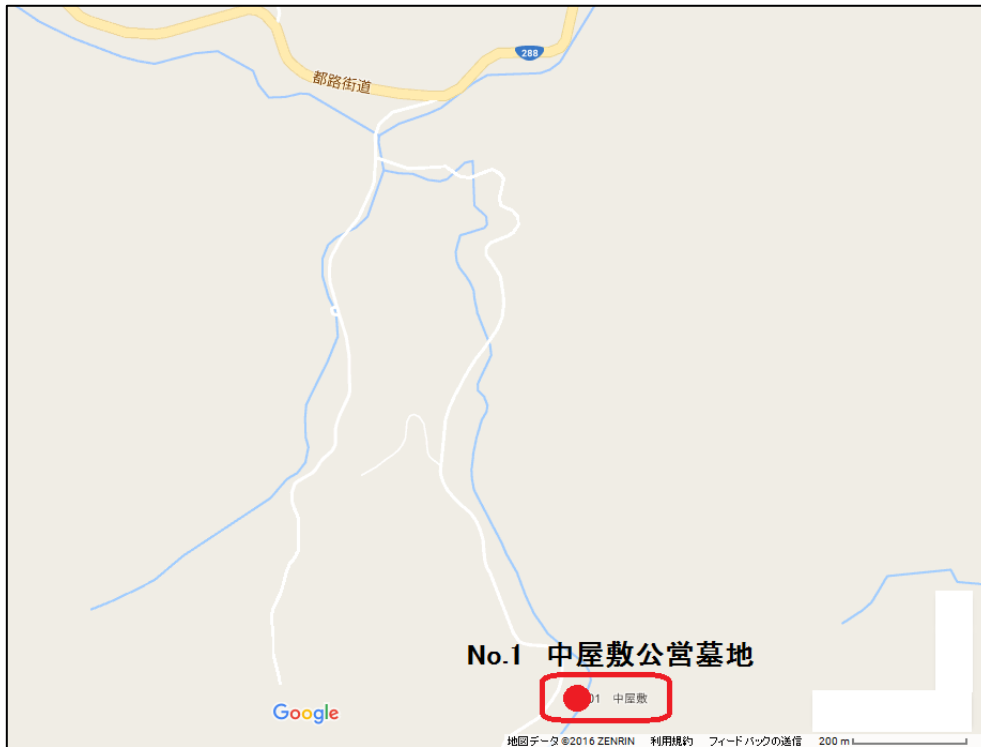 288
都路街道
No.1 中屋敷公営墓地
01 中屋敷
Google
地図データ ©2016 ZENRIN 利用規約 フィードバックの送信 200 m